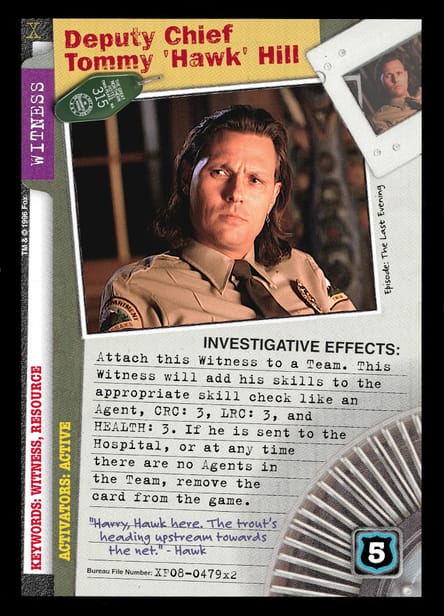 X
WITNESS
TM & © 1996 Fox.
KEYWORDS: WITNESS, RESOURCE
ACTIVATORS: ACTIVE
Deputy Chief
Tommy 'Hawk' Hill
315
Episode: The Last Evening
INVESTIGATIVE EFFECTS:
Attach this Witness to a Team. This
Witness will add his skills to the
appropriate skill check like an
Agent, CRC: 3, LRC: 3, and
HEALTH: 3. If he is sent to the
Hospital, or at any time
there are no Agents in
the Team, remove the
card from the game.
"Harry, Hawk here. The trout's
heading upstream towards
the net." - Hawk
Bureau File Number: XF08-0479x2
5